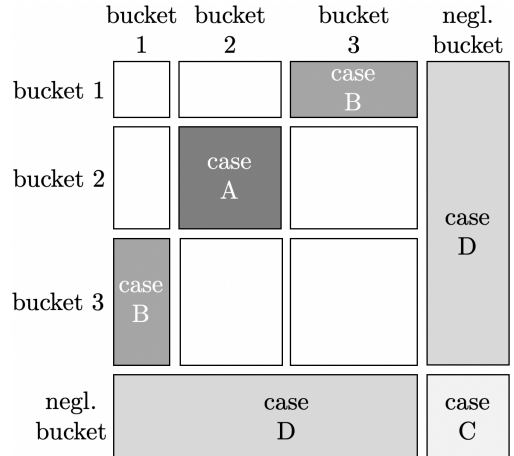 bucket bucket bucket negl.
1 2 3 bucket
bucket 1
case
B
bucket 2
case
A
case
D
bucket 3
case
B
negl.
bucket
case
D
case
C